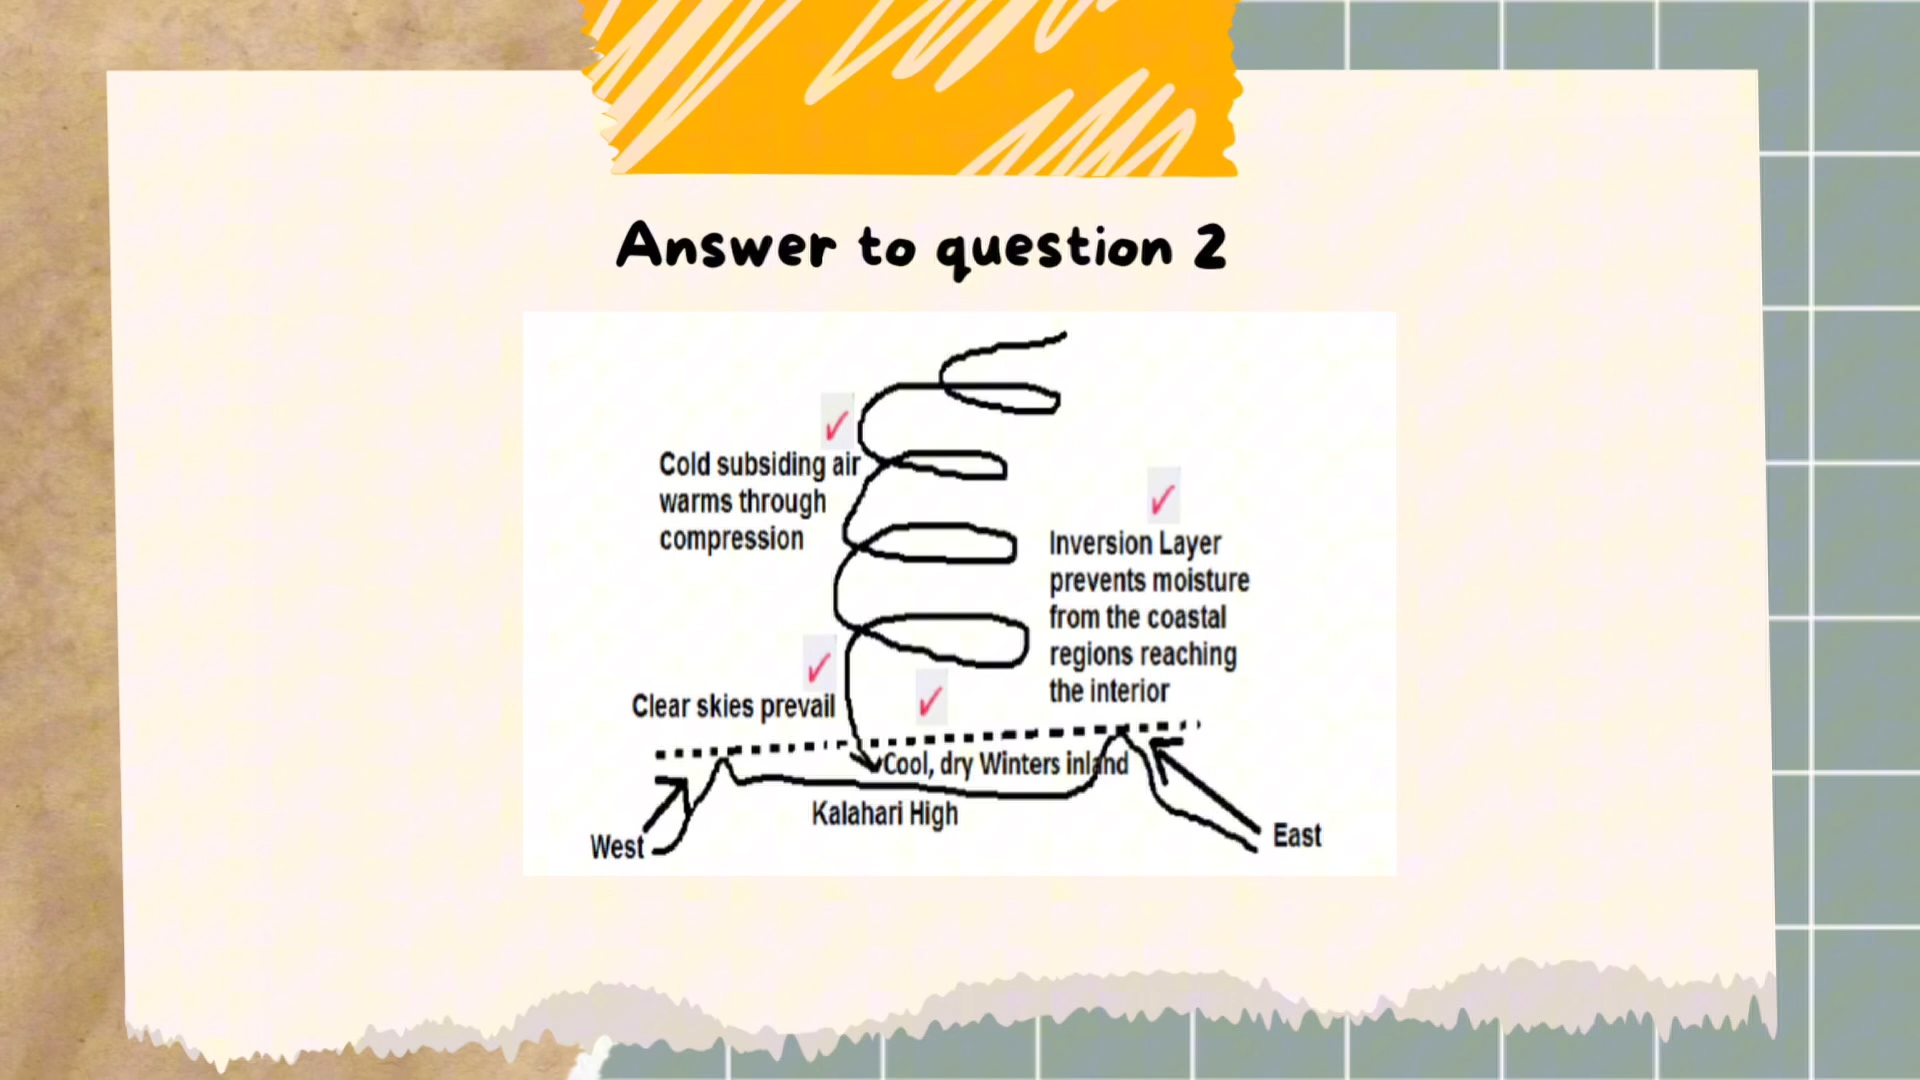 Answer to question 2
Cold subsiding air
warms through
compression
Inversion Layer
prevents moisture
from the coastal
regions reaching
the interior
Clear skies prevail
Cool, dry Winters inland
Kalahari High
West
East